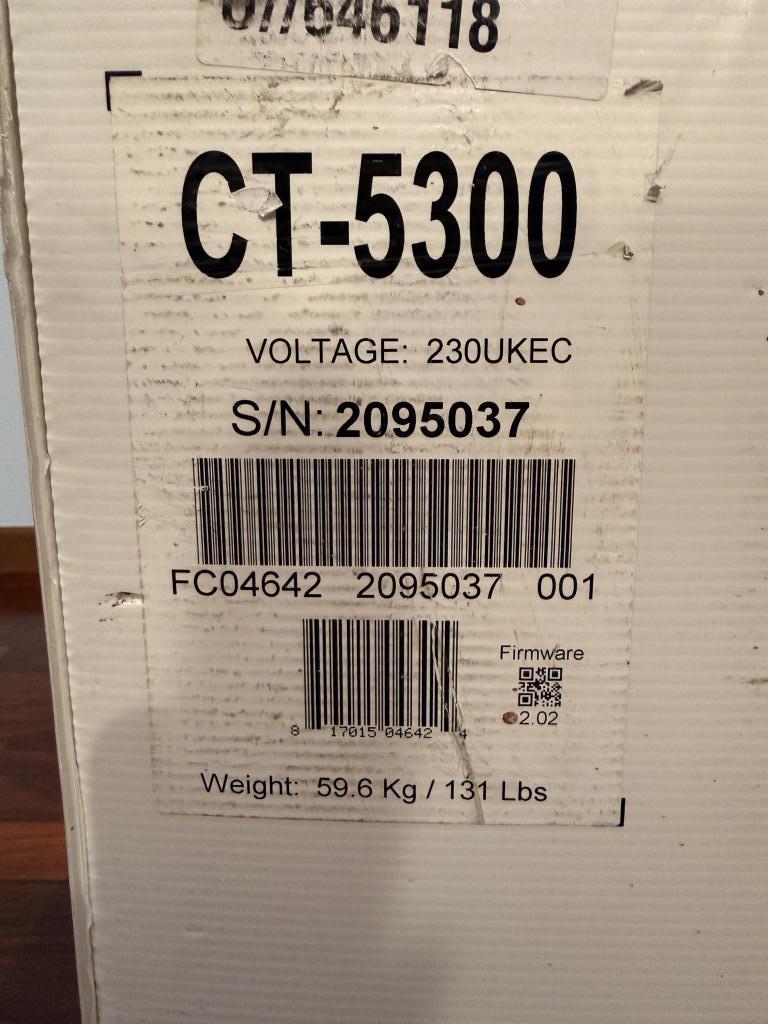 077646118
CT-5300
VOLTAGE: 230UKEC
S/N: 2095037
FC04642 2095037 001
Firmware
2.02
8 17015 04642 4
Weight: 59.6 Kg / 131 Lbs